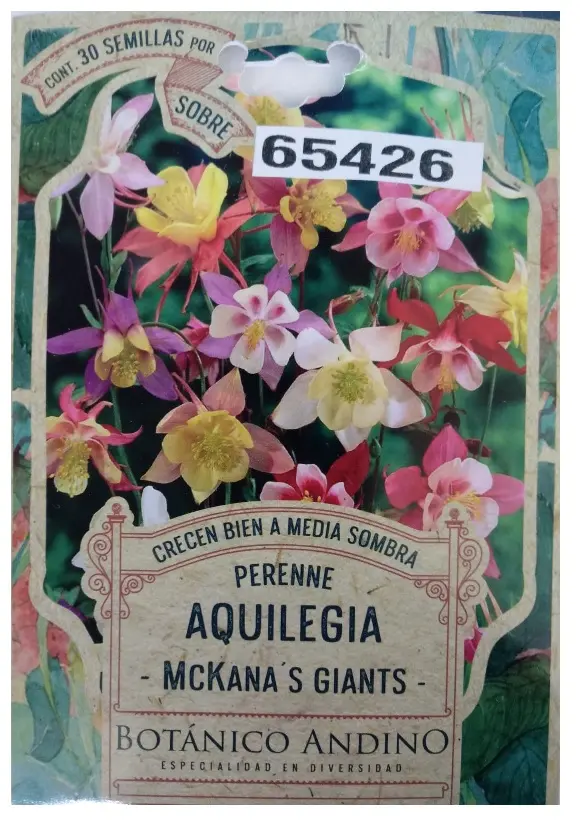 CONT. 30 SEMILLAS POR
SOBRE
65426
CRECEN BIEN A MEDIA SOMBRA
PERENNE
AQUILEGIA
- McKANA´S GIANTS -
BOTÁNICO ANDINO
ESPECIALIDAD EN DIVERSIDAD